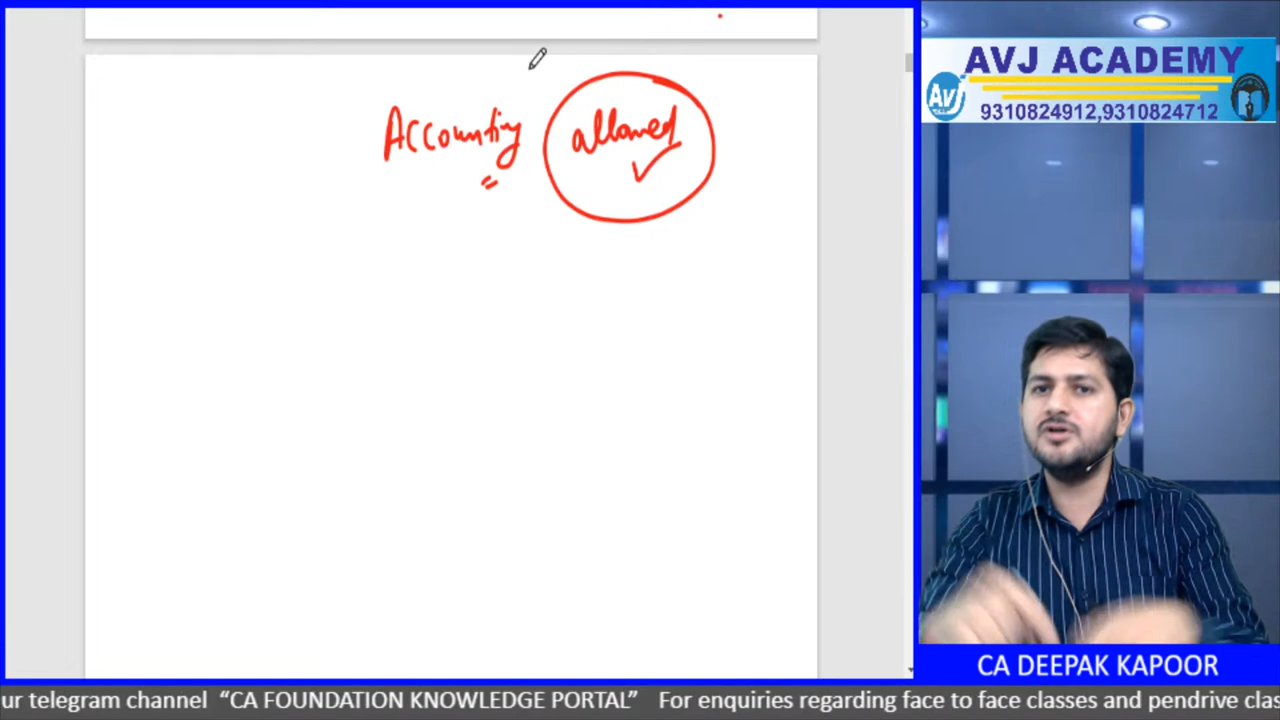 Accounting allowed
AVJ ACADEMY
AV
9310824912,9310824712
CA DEEPAK KAPOOR
ur telegram channel “CA FOUNDATION KNOWLEDGE PORTAL” For enquiries regarding face to face classes and pendrive clas